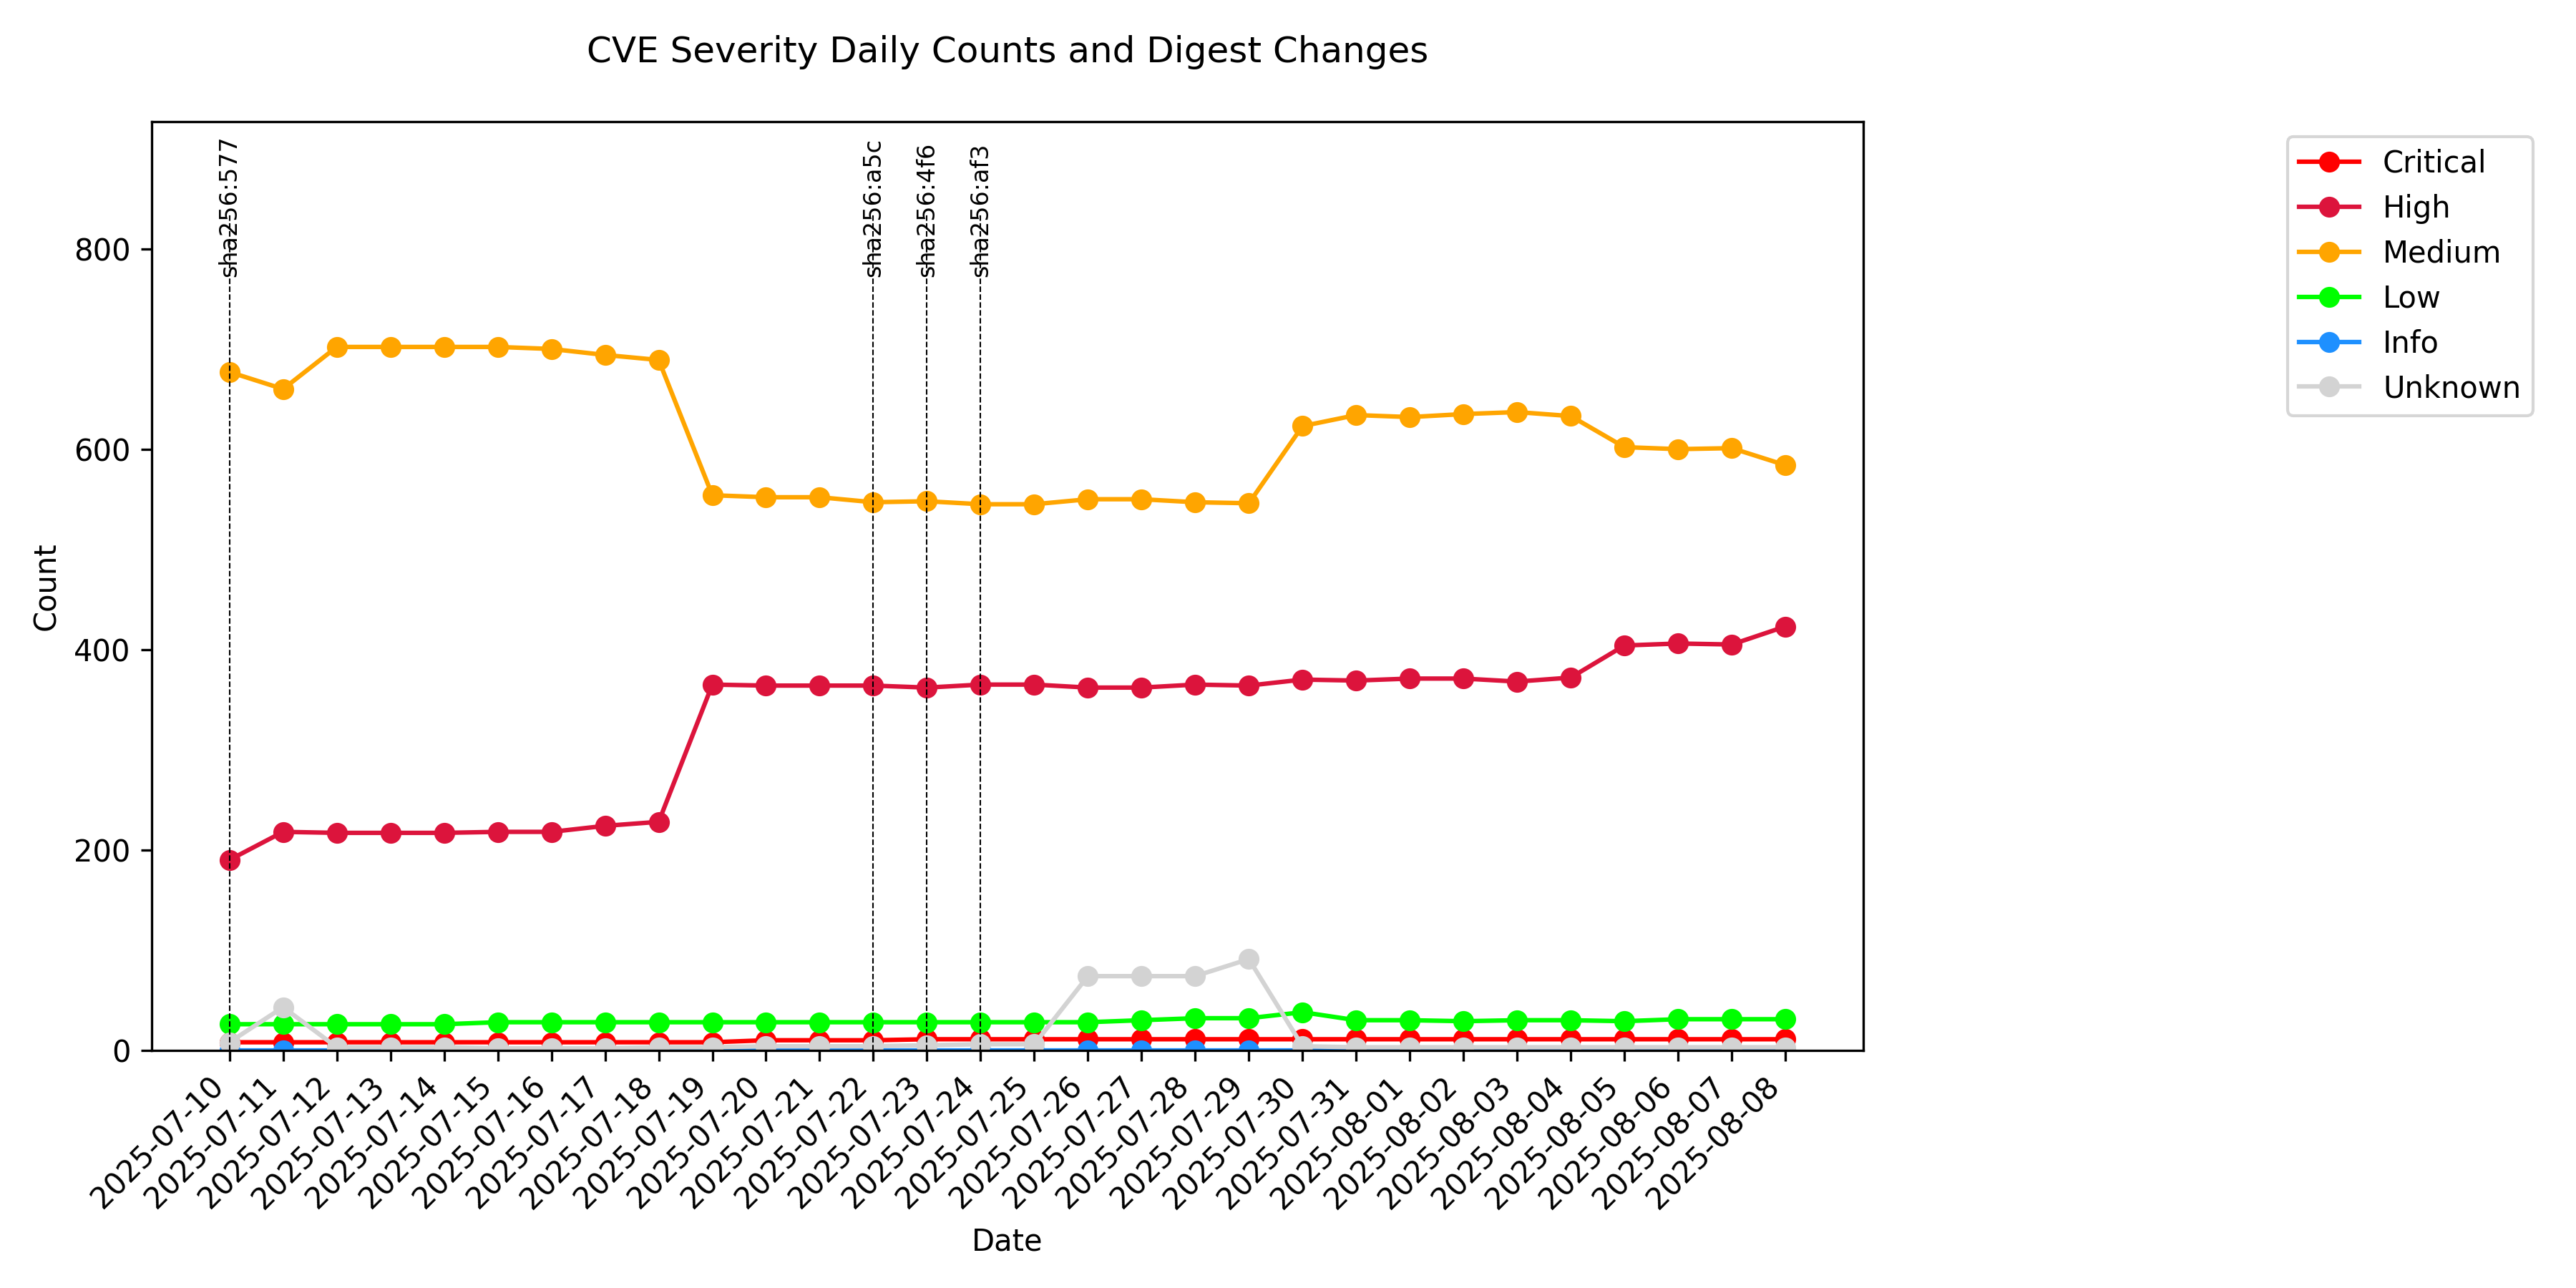 CVE Severity Daily Counts and Digest Changes
sha256:577
sha256:a5c
sha256:4f6
sha256:af3
Critical
High
Medium
Low
Info
Unknown
800
600
400
200
0
Count
2025-07-10
2025-07-11
2025-07-12
2025-07-13
2025-07-14
2025-07-15
2025-07-16
2025-07-17
2025-07-18
2025-07-19
2025-07-20
2025-07-21
2025-07-22
2025-07-23
2025-07-24
2025-07-25
2025-07-26
2025-07-27
2025-07-28
2025-07-29
2025-07-30
2025-07-31
2025-08-01
2025-08-02
2025-08-03
2025-08-04
2025-08-05
2025-08-06
2025-08-07
2025-08-08
Date